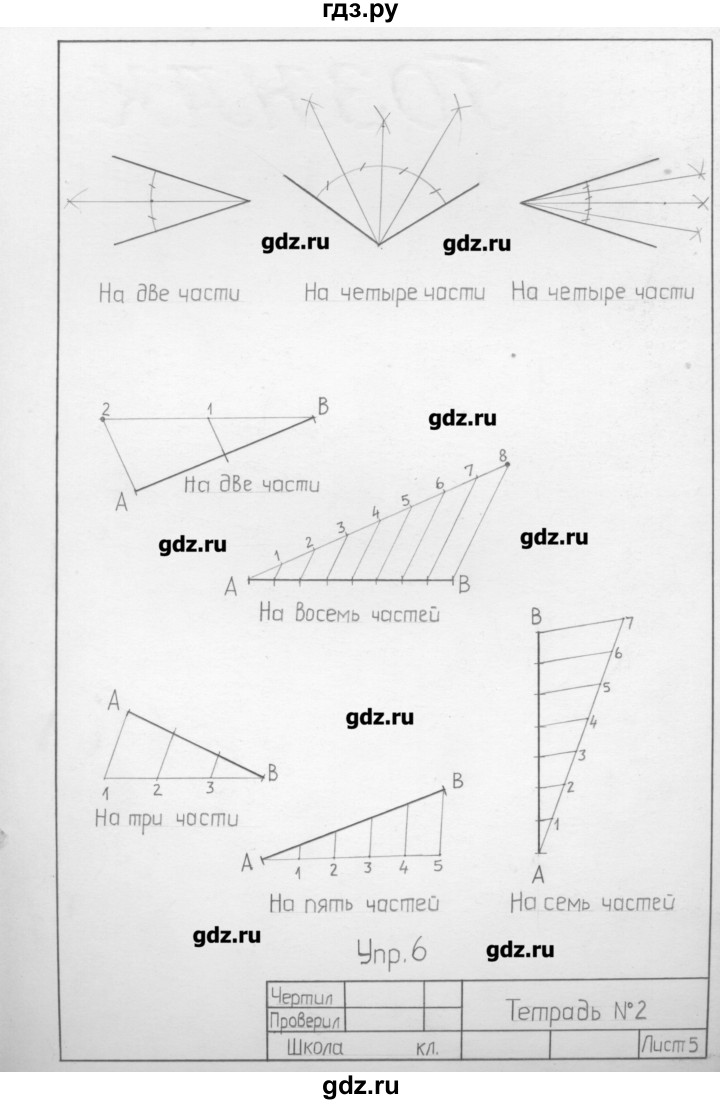 гдз.ру
gdz.ru gdz.ru
На две части На четыре части На четыре части
2 1 B
gdz.ru
A
На две части
8
7
6
5
4
3
2
1
gdz.ru gdz.ru
A B
На восемь частей
B
7
6
5
4
3
2
1
A
A
gdz.ru
B
1 2 3
На три части
B
A
1 2 3 4 5
На пять частей
На семь частей
gdz.ru
Упр. 6
gdz.ru
Чертил
Проверил
Тетрадь №2
Школа кл.
Лист 5
gdz.ru